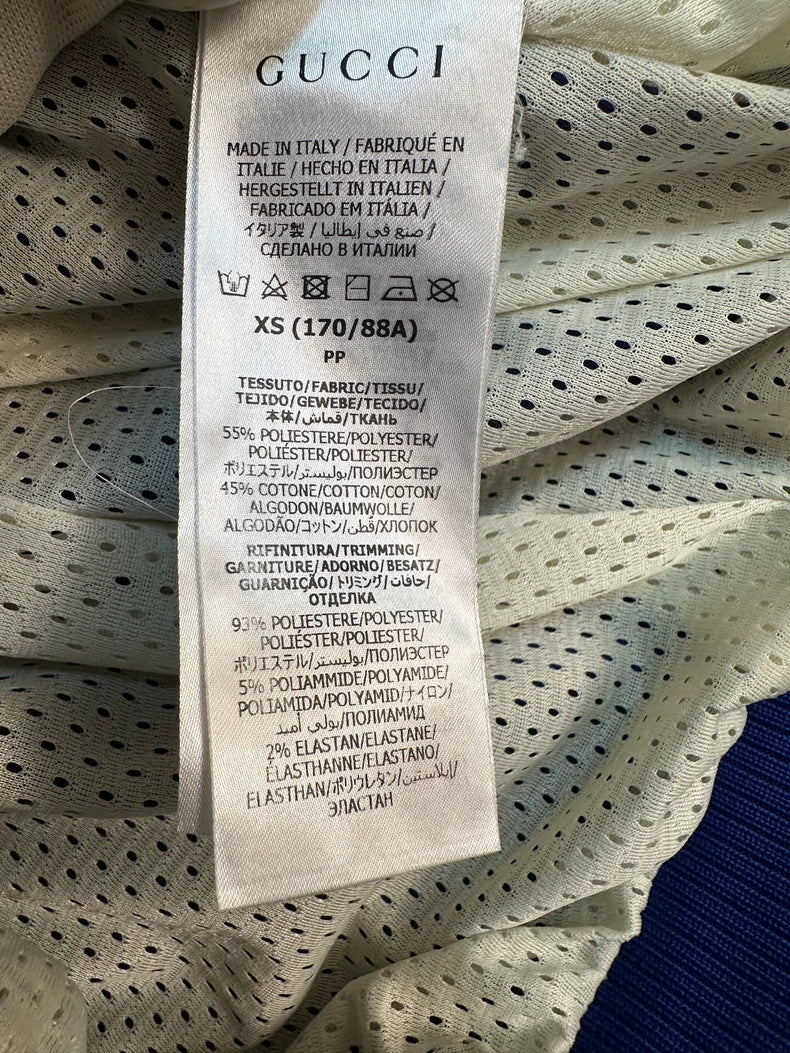 GUCCI
MADE IN ITALY / FABRIQUÉ EN
ITALIE / HECHO EN ITALIA /
HERGESTELLT IN ITALIEN /
FABRICADO EM ITÁLIA /
イタリア製 / صنع في إيطاليا /
СДЕЛАНО В ИТАЛИИ
XS (170/88A)
PP
TESSUTO/FABRIC/TISSU/
TEJIDO/GEWEBE/TECIDO/
本体/قماش/ТКАНЬ
55% POLIESTERE/POLYESTER/
POLYESTER/POLIÉSTER/
ポリエステル/بوليستر/ПОЛИЭСТЕР
45% COTONE/COTTON/COTON/
ALGODON/BAUMWOLLE/
ALGODÃO/コットン/قطن/ХЛОПОК
RIFINITURA/TRIMMING/
GARNITURE/ADORNO/BESATZ/
GUARNIÇÃO/トリミング/حافات/
ОТДЕЛКА
93% POLIESTERE/POLYESTER/
POLIÉSTER/POLIESTER/
ポリエステル/بوليستر/ПОЛИЭСТЕР
5% POLIAMMIDE/POLYAMIDE/
POLIAMIDA/POLYAMID/ナイロン/
بولي أميد/ПОЛИАМИД
2% ELASTAN/ELASTANE/
ÉLASTHANNE/ELASTANO/
ELASTHAN/ポリウレタン/إيلاستين/
ЭЛАСТАН